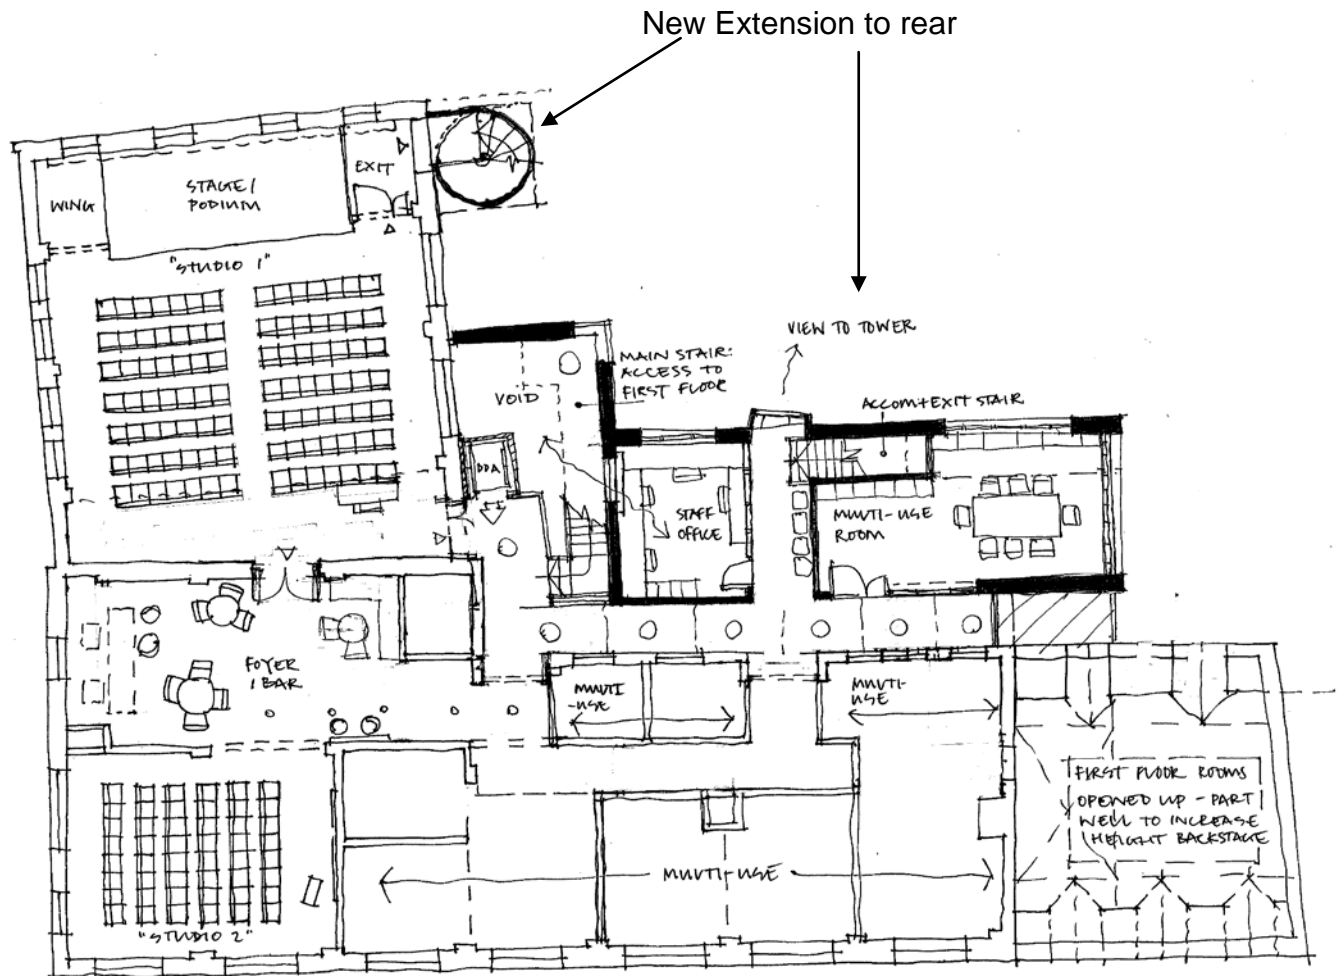 New Extension to rear
EXIT
STAGE/
PODIUM
WING
"STUDIO 1"
VIEW TO TOWER
MAIN STAIR:
ACCESS TO
FIRST FLOOR
VOID
ACCOM+EXIT STAIR
DDA
STAFF
OFFICE
MULTI-USE
ROOM
FOYER
/ BAR
MULTI
-USE
MULTI-
USE
FIRST FLOOR ROOMS
OPENED UP - PART
WELL TO INCREASE
HEIGHT BACKSTAGE
MULTI-USE
"STUDIO 2"